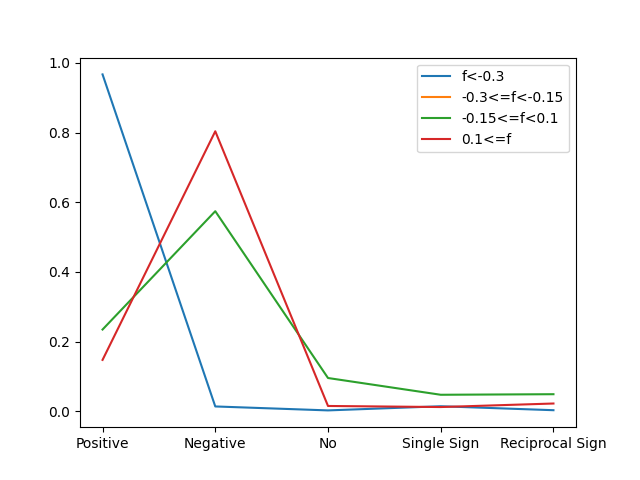 1.0
0.8
0.6
0.4
0.2
0.0
Positive
Negative
No
Single Sign
Reciprocal Sign
f<-0.3
-0.3<=f<-0.15
-0.15<=f<0.1
0.1<=f